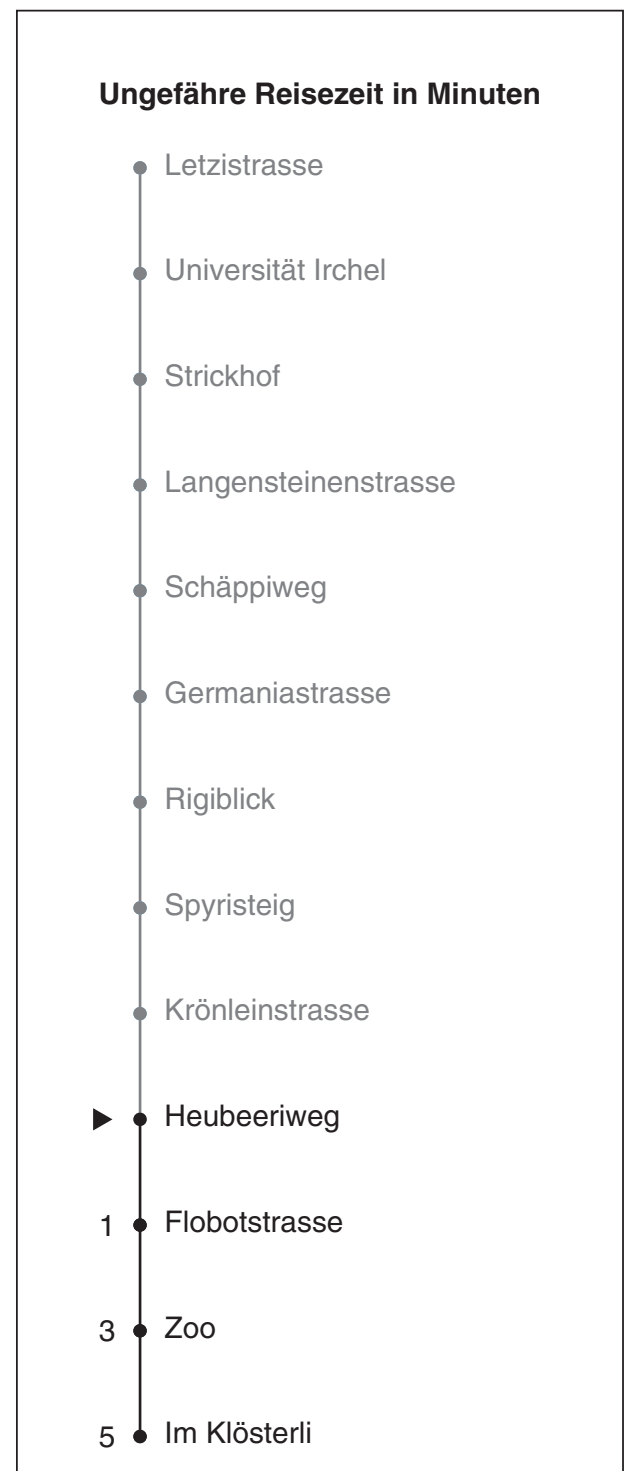 Ungefähre Reisezeit in Minuten
Letzistrasse
Universität Irchel
Strickhof
Langensteinenstrasse
Schäppiweg
Germaniastrasse
Rigiblick
Spyristeig
Krönleinstrasse
Heubeeriweg
1 Flobotstrasse
3 Zoo
5 Im Klösterli